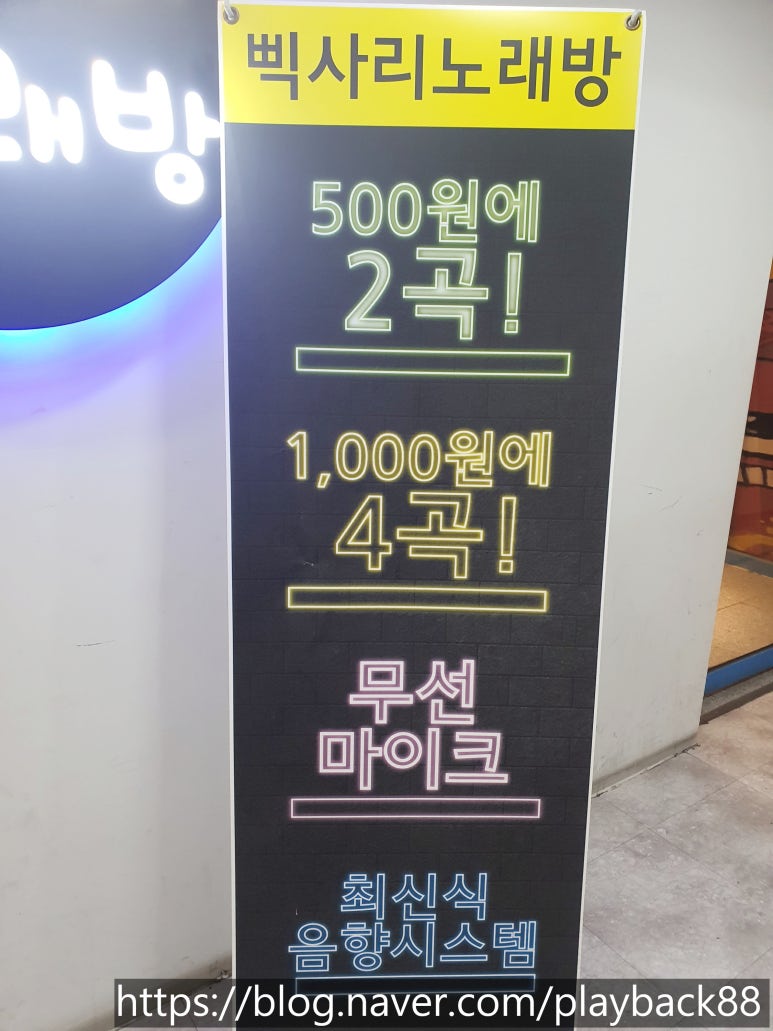 삑사리노래방
래방
500원에
2곡!
1,000원에
4곡!
무선
마이크
최신식
음향시스템
https://blog.naver.com/playback88